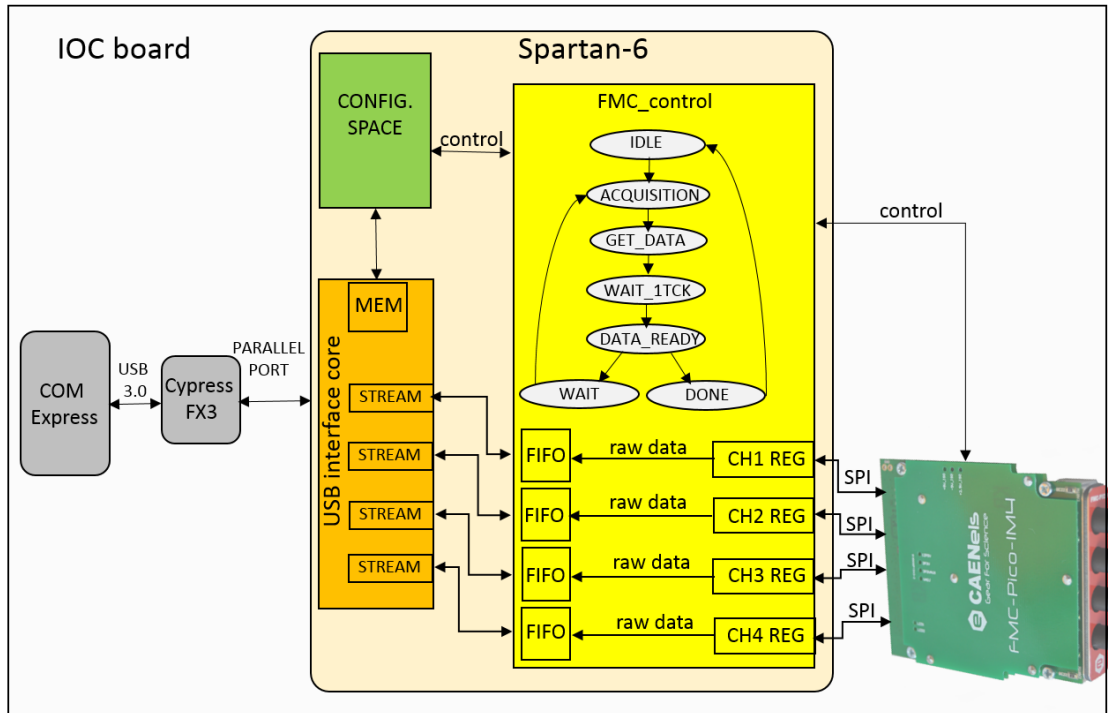 IOC board
Spartan-6
CONFIG.
SPACE
control
FMC_control
IDLE
ACQUISITION
GET_DATA
WAIT_1TCK
DATA_READY
WAIT
DONE
control
MEM
USB interface core
STREAM
STREAM
STREAM
STREAM
COM
Express
USB
3.0
Cypress
FX3
PARALLEL
PORT
FIFO
raw data
CH1 REG
SPI
FIFO
raw data
CH2 REG
SPI
FIFO
raw data
CH3 REG
SPI
FIFO
raw data
CH4 REG
SPI
CAENels
Gear For Science
FMC-Pico-1M4